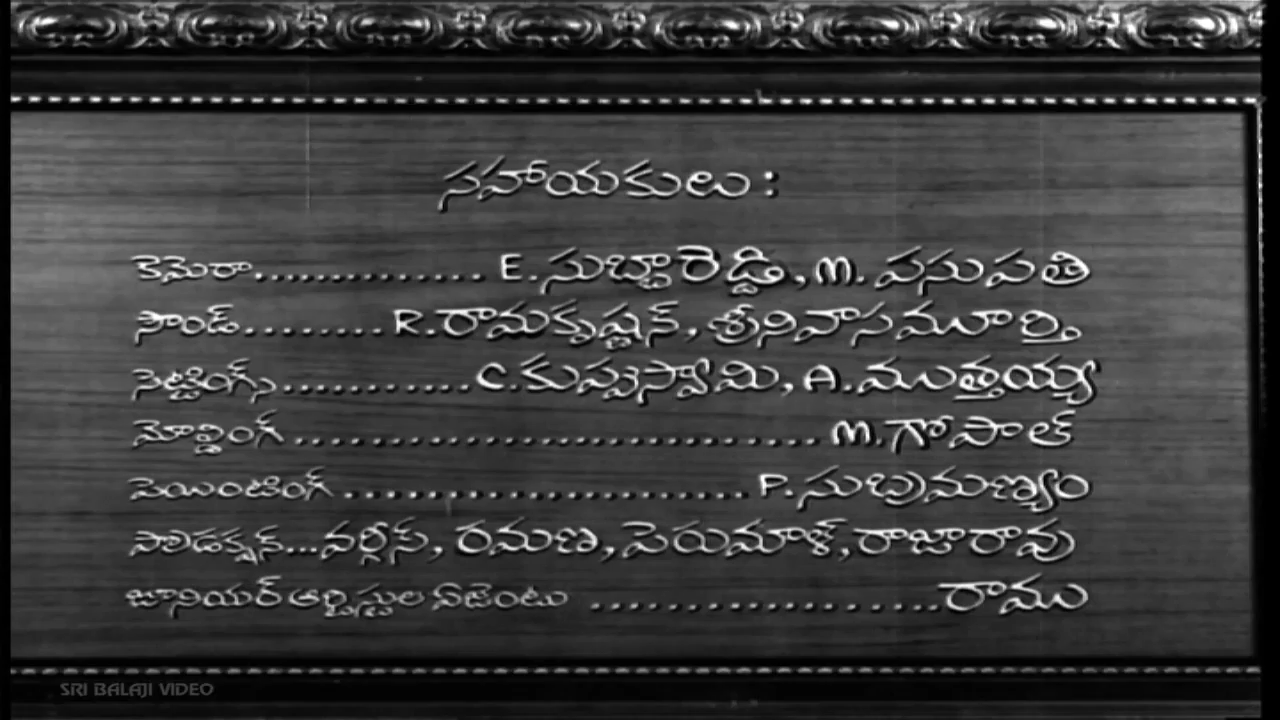 సహాయకులు :
కెమెరా.............. E. సుబ్బారెడ్డి, M. పసుపతి
సౌండ్........ R. రామకృష్ణన్, శ్రీనివాసమూర్తి
సెట్టింగ్స్............ C. కుప్పుస్వామి, A. ముత్తయ్య
మోల్డింగ్.............................. M. గోపాల్
పెయింటింగ్....................... P. సుబ్రమణ్యం
ప్రొడక్షన్... వర్గీస్, రమణ, పెరుమాళ్, రాజారావు
జూనియర్ ఆర్టిస్టుల ఏజెంటు .................... రాము
SRI BALAJI VIDEO